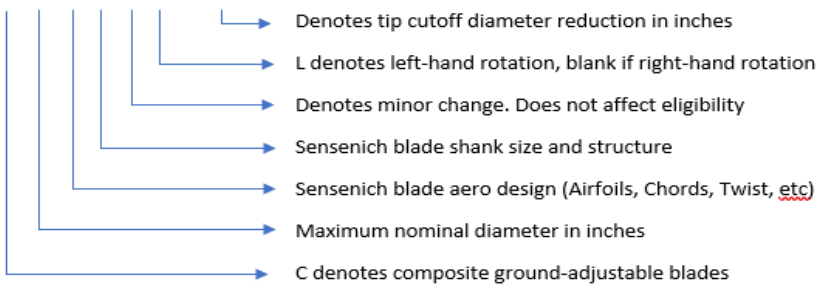 Denotes tip cutoff diameter reduction in inches
L denotes left-hand rotation, blank if right-hand rotation
Denotes minor change. Does not affect eligibility
Sensenich blade shank size and structure
Sensenich blade aero design (Airfoils, Chords, Twist, etc)
Maximum nominal diameter in inches
C denotes composite ground-adjustable blades